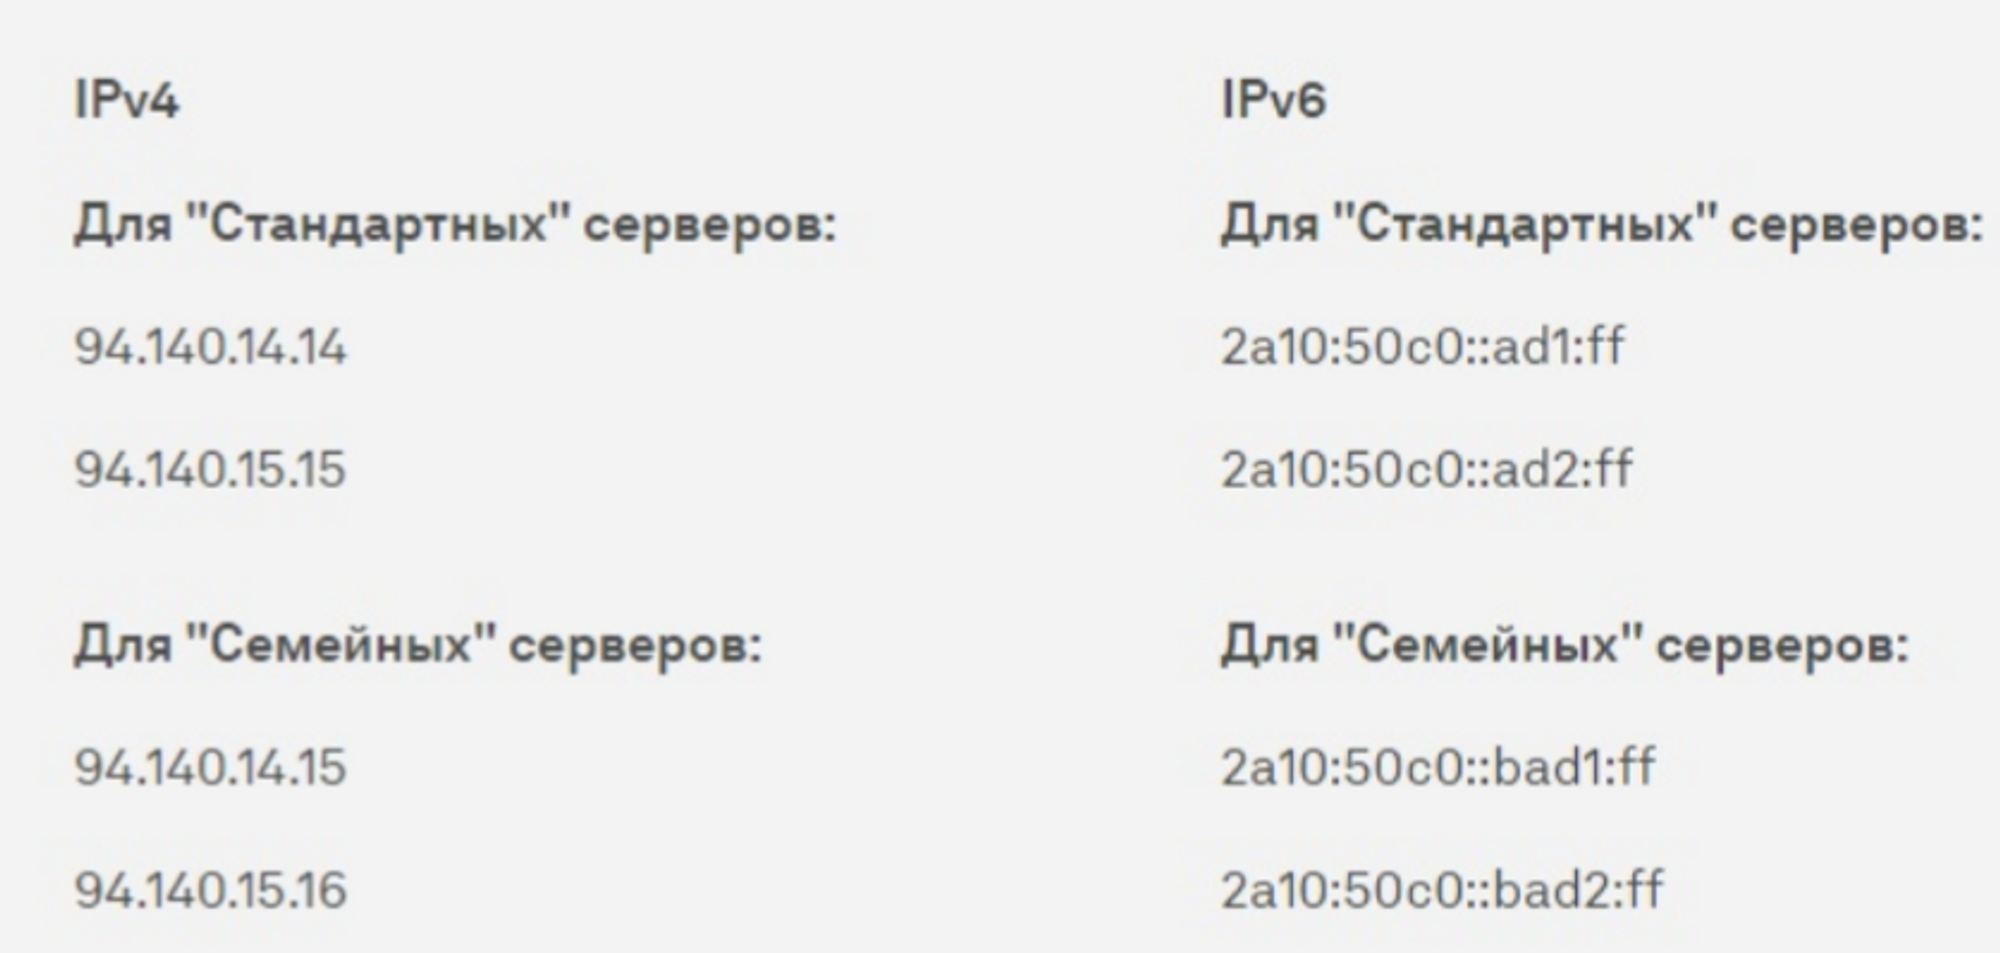 IPv4
Для "Стандартных" серверов:
94.140.14.14
94.140.15.15
Для "Семейных" серверов:
94.140.14.15
94.140.15.16
IPv6
Для "Стандартных" серверов:
2a10:50c0::ad1:ff
2a10:50c0::ad2:ff
Для "Семейных" серверов:
2a10:50c0::bad1:ff
2a10:50c0::bad2:ff